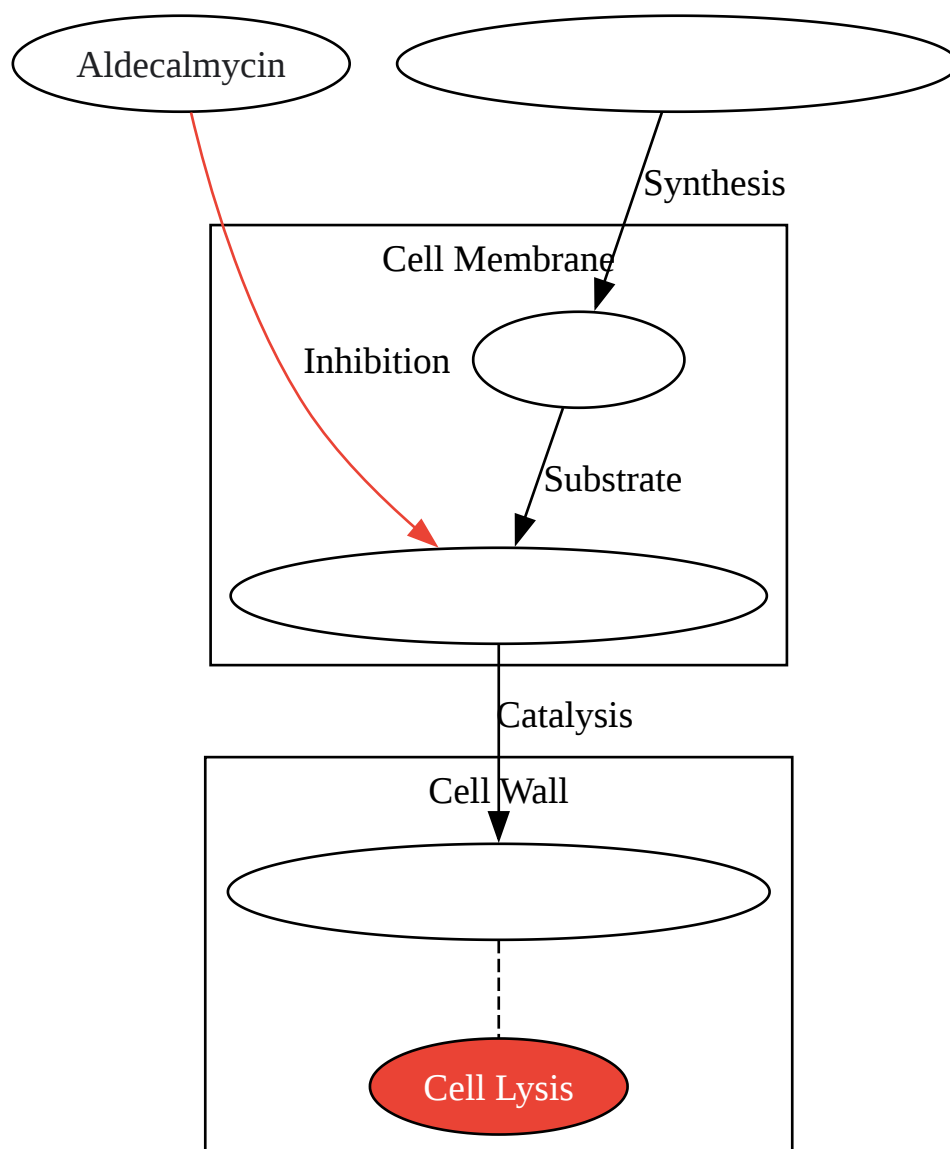 Aldecalmycin
Synthesis
Cell Membrane
Inhibition
Substrate
Catalysis
Cell Wall
Cell Lysis